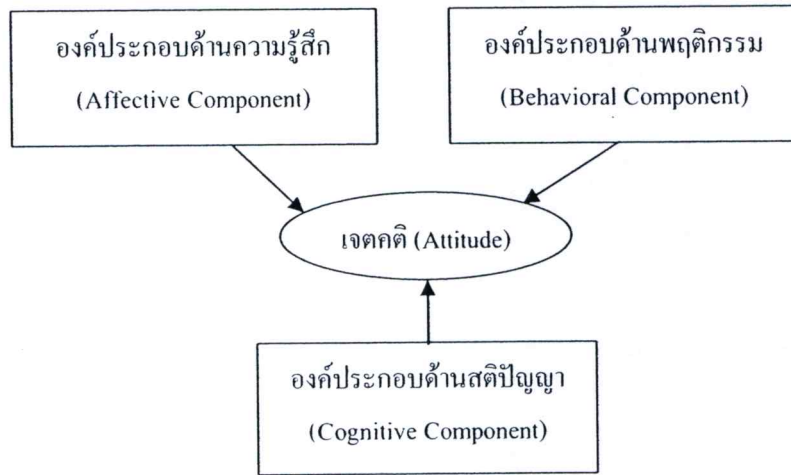 องค์ประกอบด้านความรู้สึก
(Affective Component)
องค์ประกอบด้านพฤติกรรม
(Behavioral Component)
เจตคติ (Attitude)
องค์ประกอบด้านสติปัญญา
(Cognitive Component)